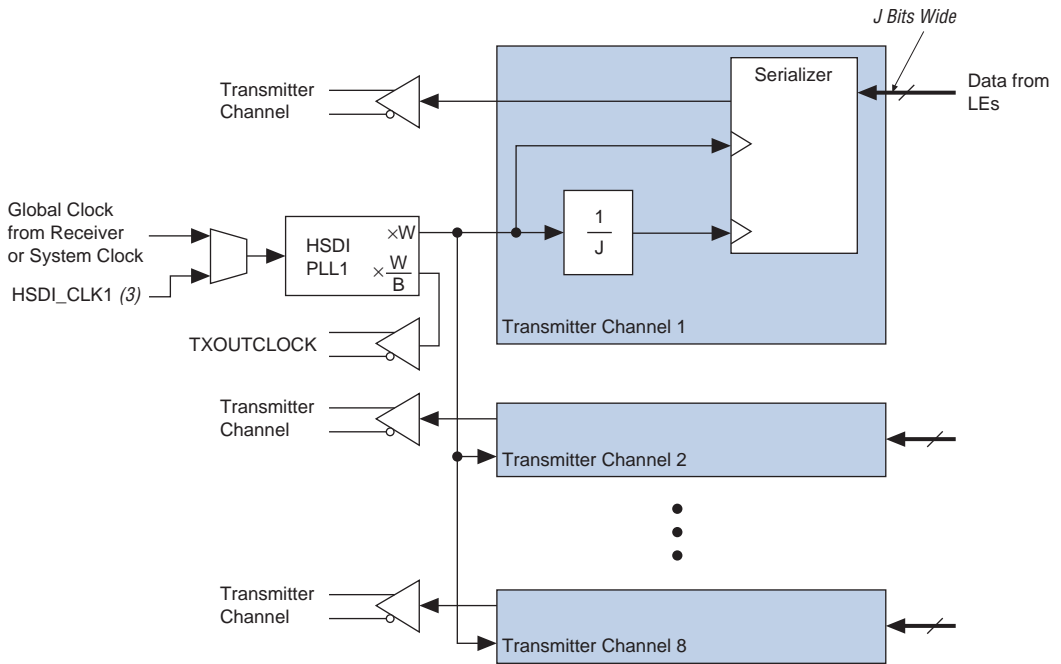 J Bits Wide
Serializer
Data from
LEs
Transmitter
Channel
1
J
Global Clock
from Receiver
or System Clock
HSDI_CLK1 (3)
HSDI
PLL1
×W
×W
B
Transmitter Channel 1
TXOUTCLOCK
Transmitter
Channel
Transmitter Channel 2
Transmitter
Channel
Transmitter Channel 8